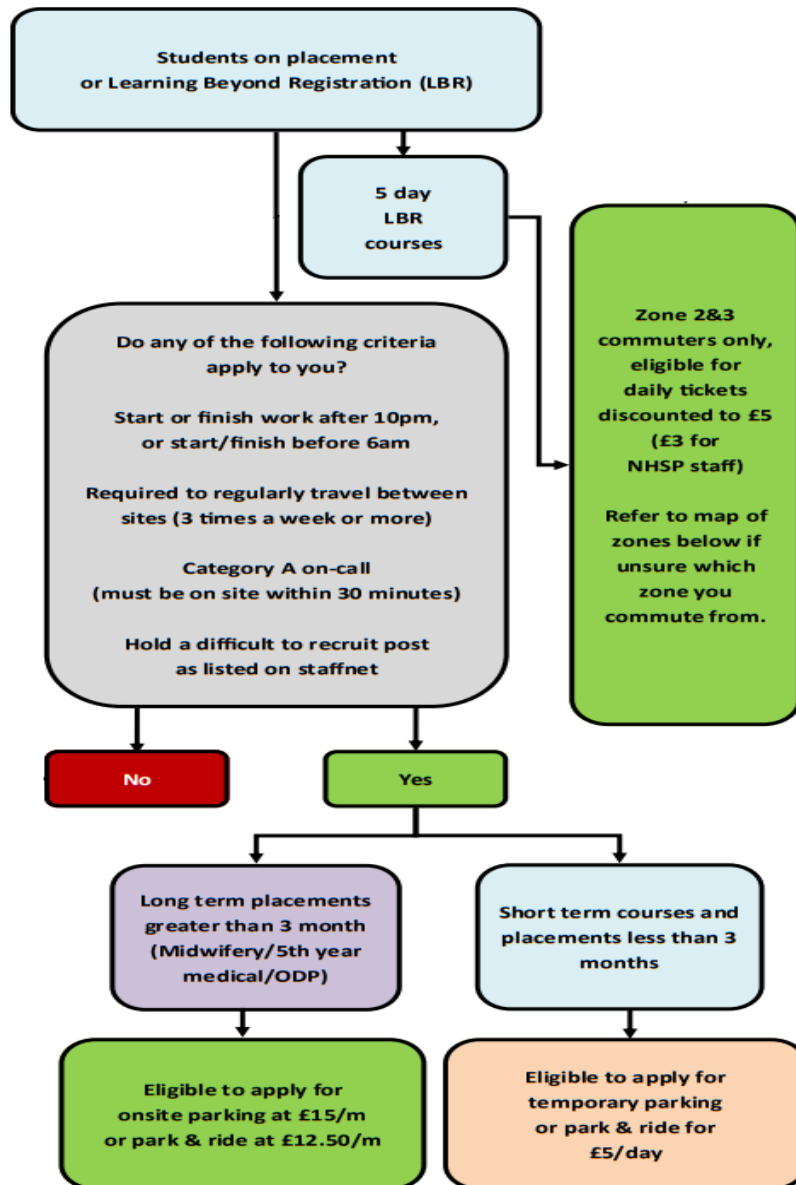 Students on placement
or Learning Beyond Registration (LBR)
5 day
LBR
courses
Do any of the following criteria
apply to you?
Start or finish work after 10pm,
or start/finish before 6am
Required to regularly travel between
sites (3 times a week or more)
Category A on-call
(must be on site within 30 minutes)
Hold a difficult to recruit post
as listed on staffnet
Zone 2&3
commuters only,
eligible for
daily tickets
discounted to £5
(£3 for
NHSP staff)
Refer to map of
zones below if
unsure which
zone you
commute from.
No
Yes
Long term placements
greater than 3 month
(Midwifery/5th year
medical/ODP)
Short term courses and
placements less than 3
months
Eligible to apply for
onsite parking at £15/m
or park & ride at £12.50/m
Eligible to apply for
temporary parking
or park & ride for
£5/day